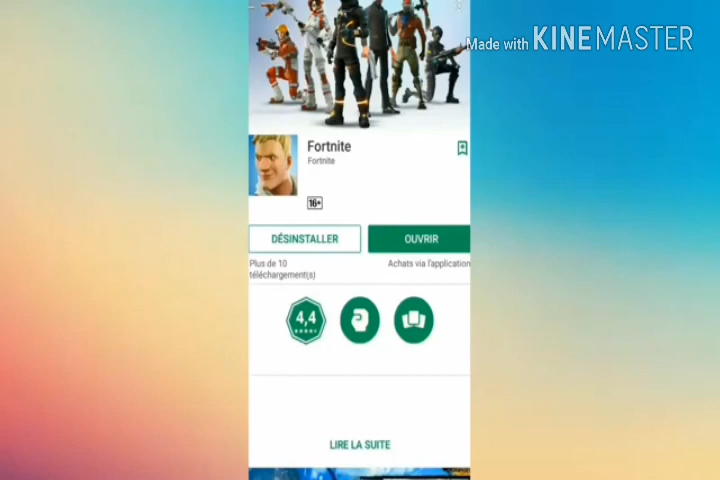 Made with KINEMASTER
Fortnite
Fortnite
16+
DÉSINSTALLER
OUVRIR
Plus de 10
téléchargement(s)
Achats via l'application
4,4
LIRE LA SUITE